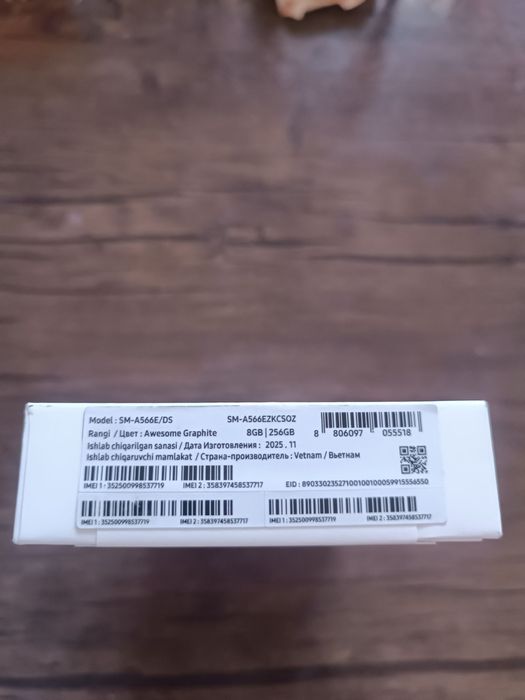 Model : SM-A566E/DS SM-A566EZKCSOZ
Rangi / Цвет : Awesome Graphite 8GB | 256GB
8 806097 055518
Ishlab chiqarilgan sanasi / Дата Изготовления : 2025 . 11
Ishlab chiqaruvchi mamlakat / Страна-производитель : Vetnam / Вьетнам
IMEI 1 : 352500998537719 IMEI 2 : 358397458537717 EID : 89033023527100100100059915556550
IMEI 1 : 352500998537719 IMEI 2 : 358397458537717 IMEI 1 : 352500998537719 IMEI 2 : 358397458537717